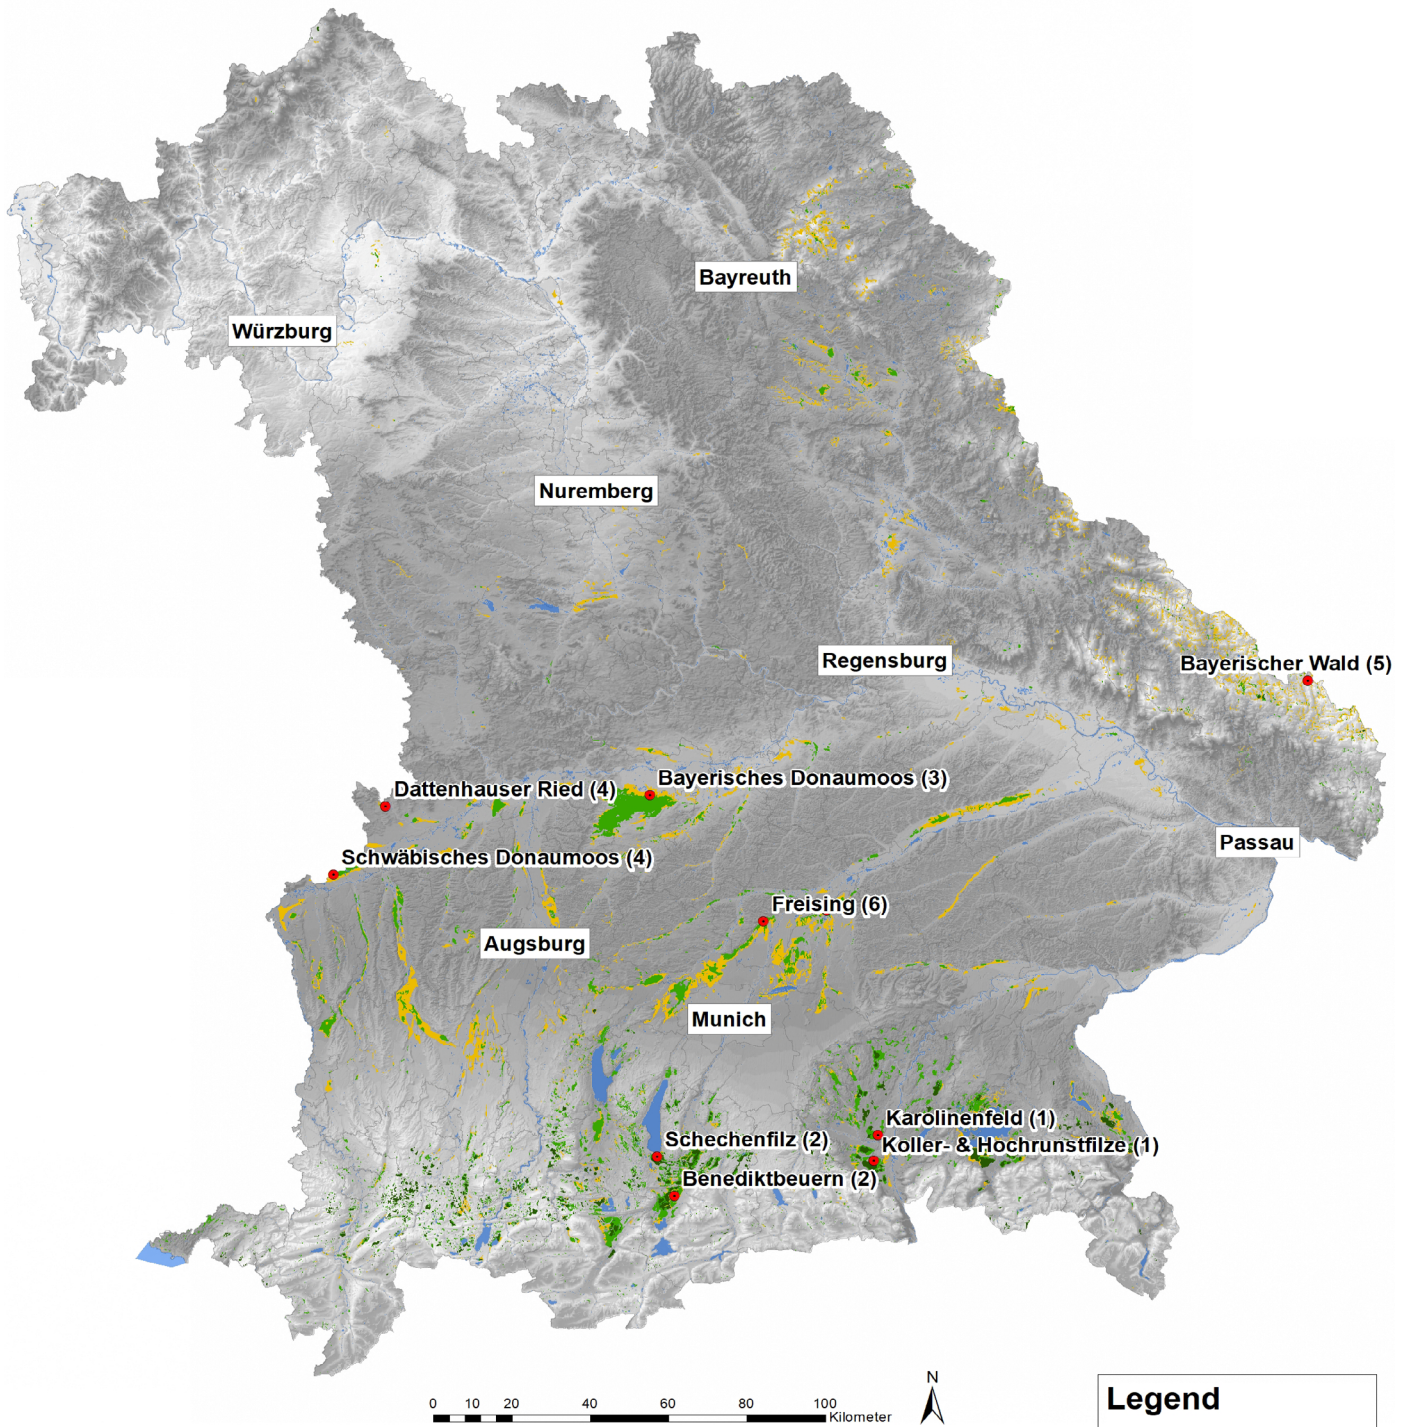 Bayreuth
Würzburg
Nuremberg
Regensburg
Bayerischer Wald (5)
Bayerisches Donaumoos (3)
Dattenhauser Ried (4)
Passau
Schwäbisches Donaumoos (4)
Freising (6)
Augsburg
Munich
Karolinenfeld (1)
Schechenfilz (2)
Koller- & Hochrunstfilze (1)
Benediktbeuern (2)
N
0 10 20 40 60 80 100
Kilometer
Legend